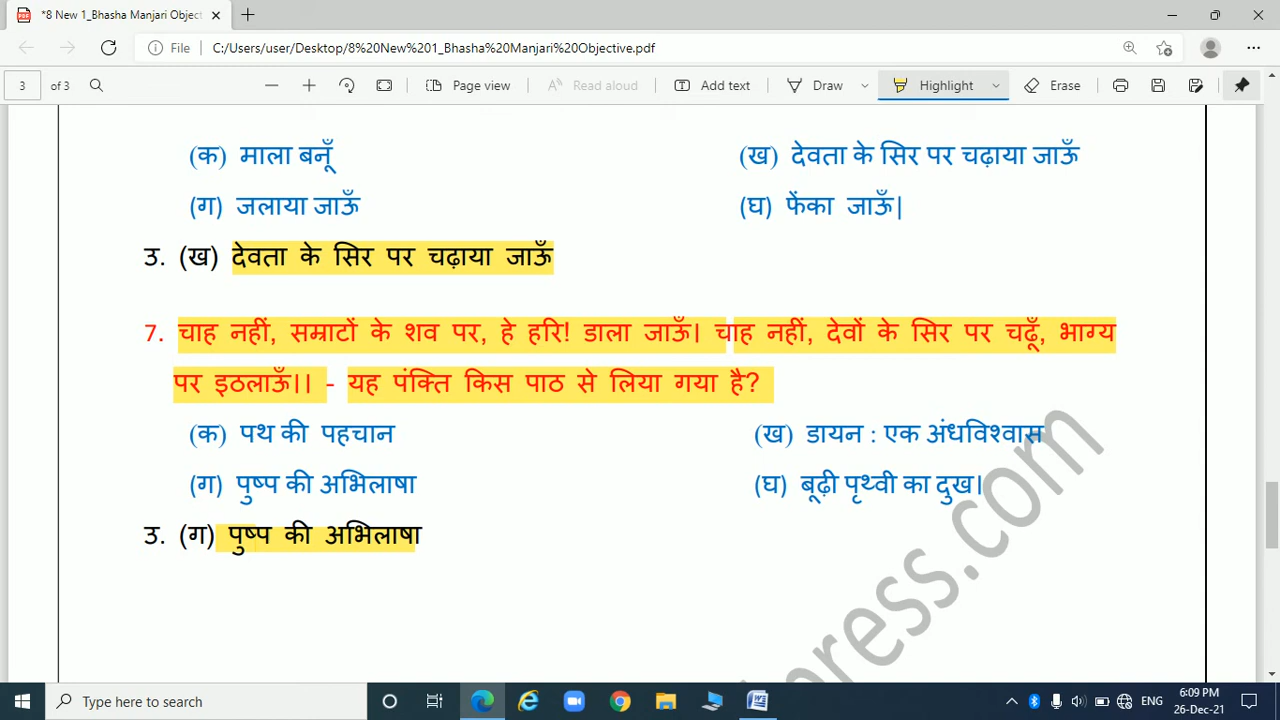 *8 New 1_Bhasha Manjari Object
File C:/Users/user/Desktop/8%20New%201_Bhasha%20Manjari%20Objective.pdf
3 of 3 Page view Read aloud Add text Draw Highlight Erase
(क) माला बनूँ (ख) देवता के सिर पर चढ़ाया जाऊँ
(ग) जलाया जाऊँ (घ) फेंका जाऊँ|
उ. (ख) देवता के सिर पर चढ़ाया जाऊँ
7. चाह नहीं, सम्राटों के शव पर, हे हरि! डाला जाऊँ। चाह नहीं, देवों के सिर पर चढूँ, भाग्य
पर इठलाऊँ।। - यह पंक्ति किस पाठ से लिया गया है?
(क) पथ की पहचान (ख) डायन : एक अंधविश्वास
(ग) पुष्प की अभिलाषा (घ) बूढ़ी पृथ्वी का दुख|
उ. (ग) पुष्प की अभिलाषा
press.com
Type here to search ENG 6:09 PM
26-Dec-21